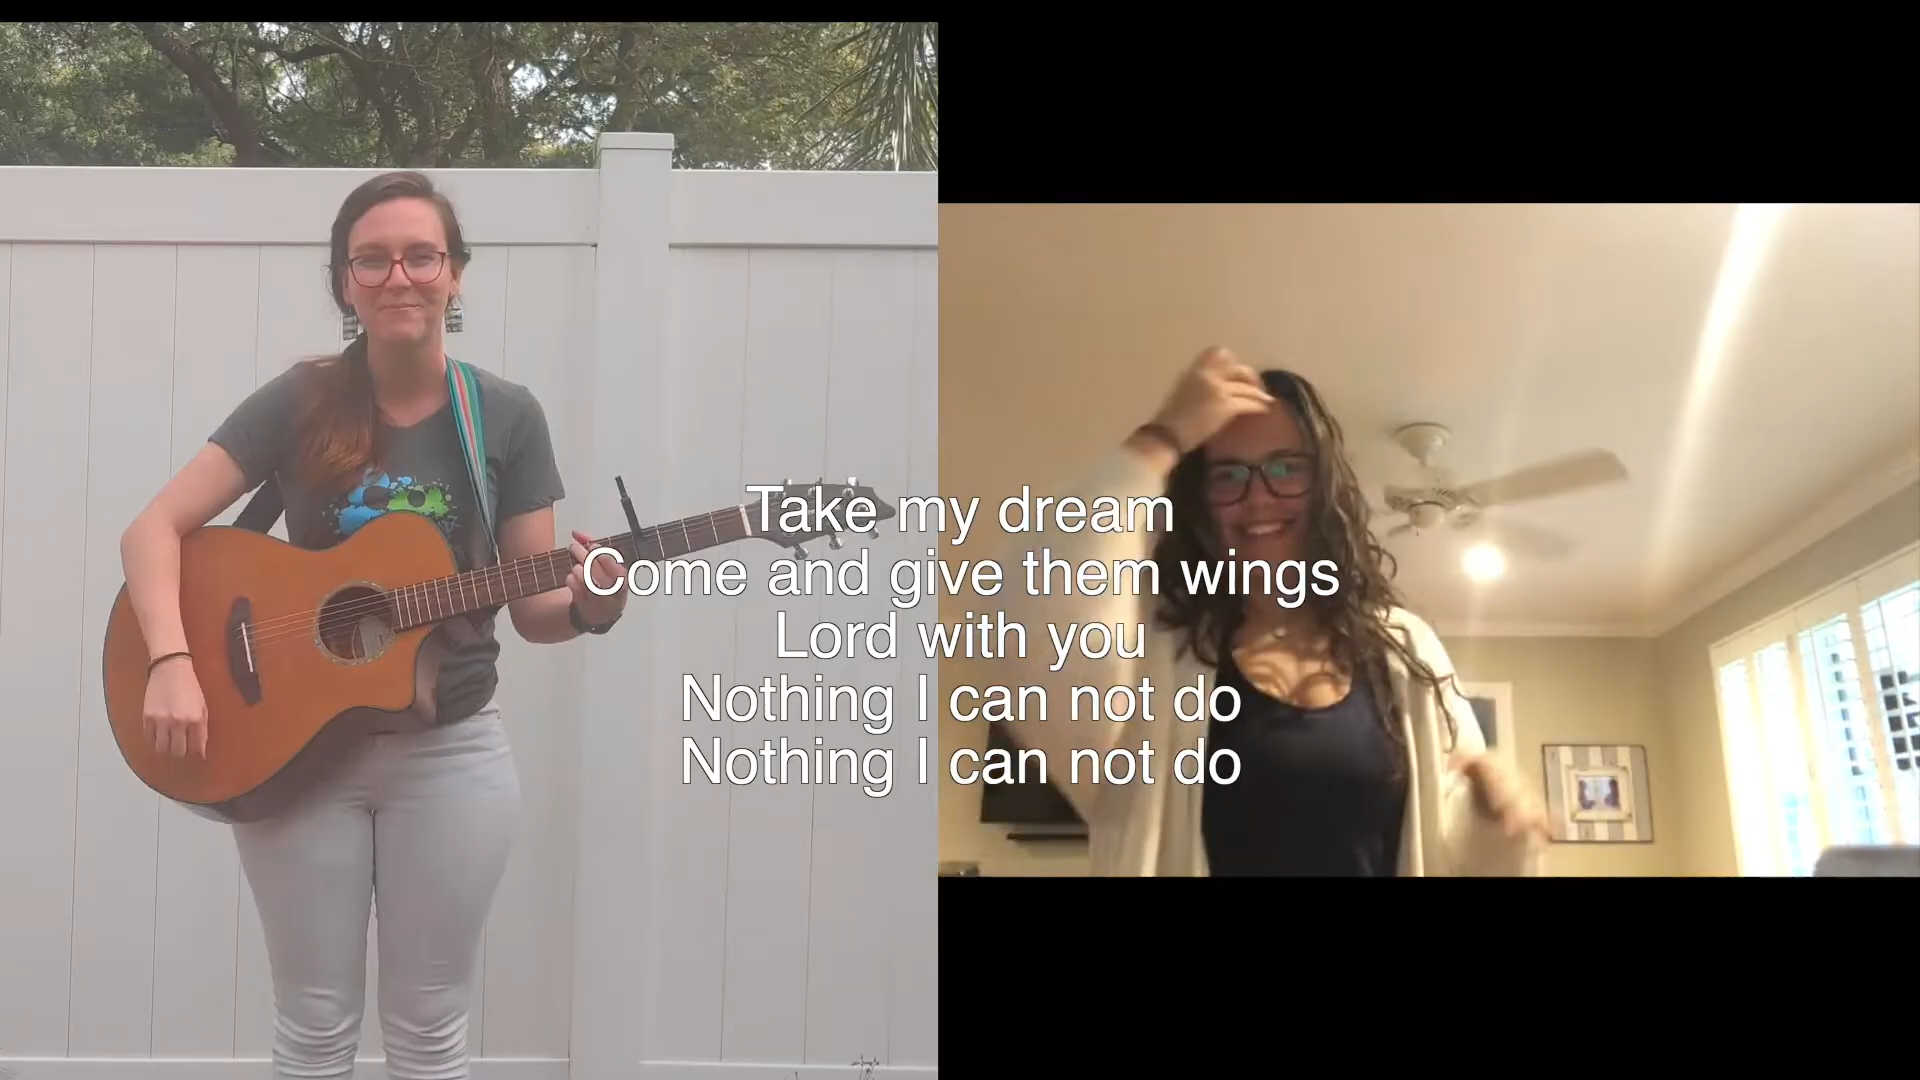 Take my dream
Come and give them wings
Lord with you
Nothing I can not do
Nothing I can not do